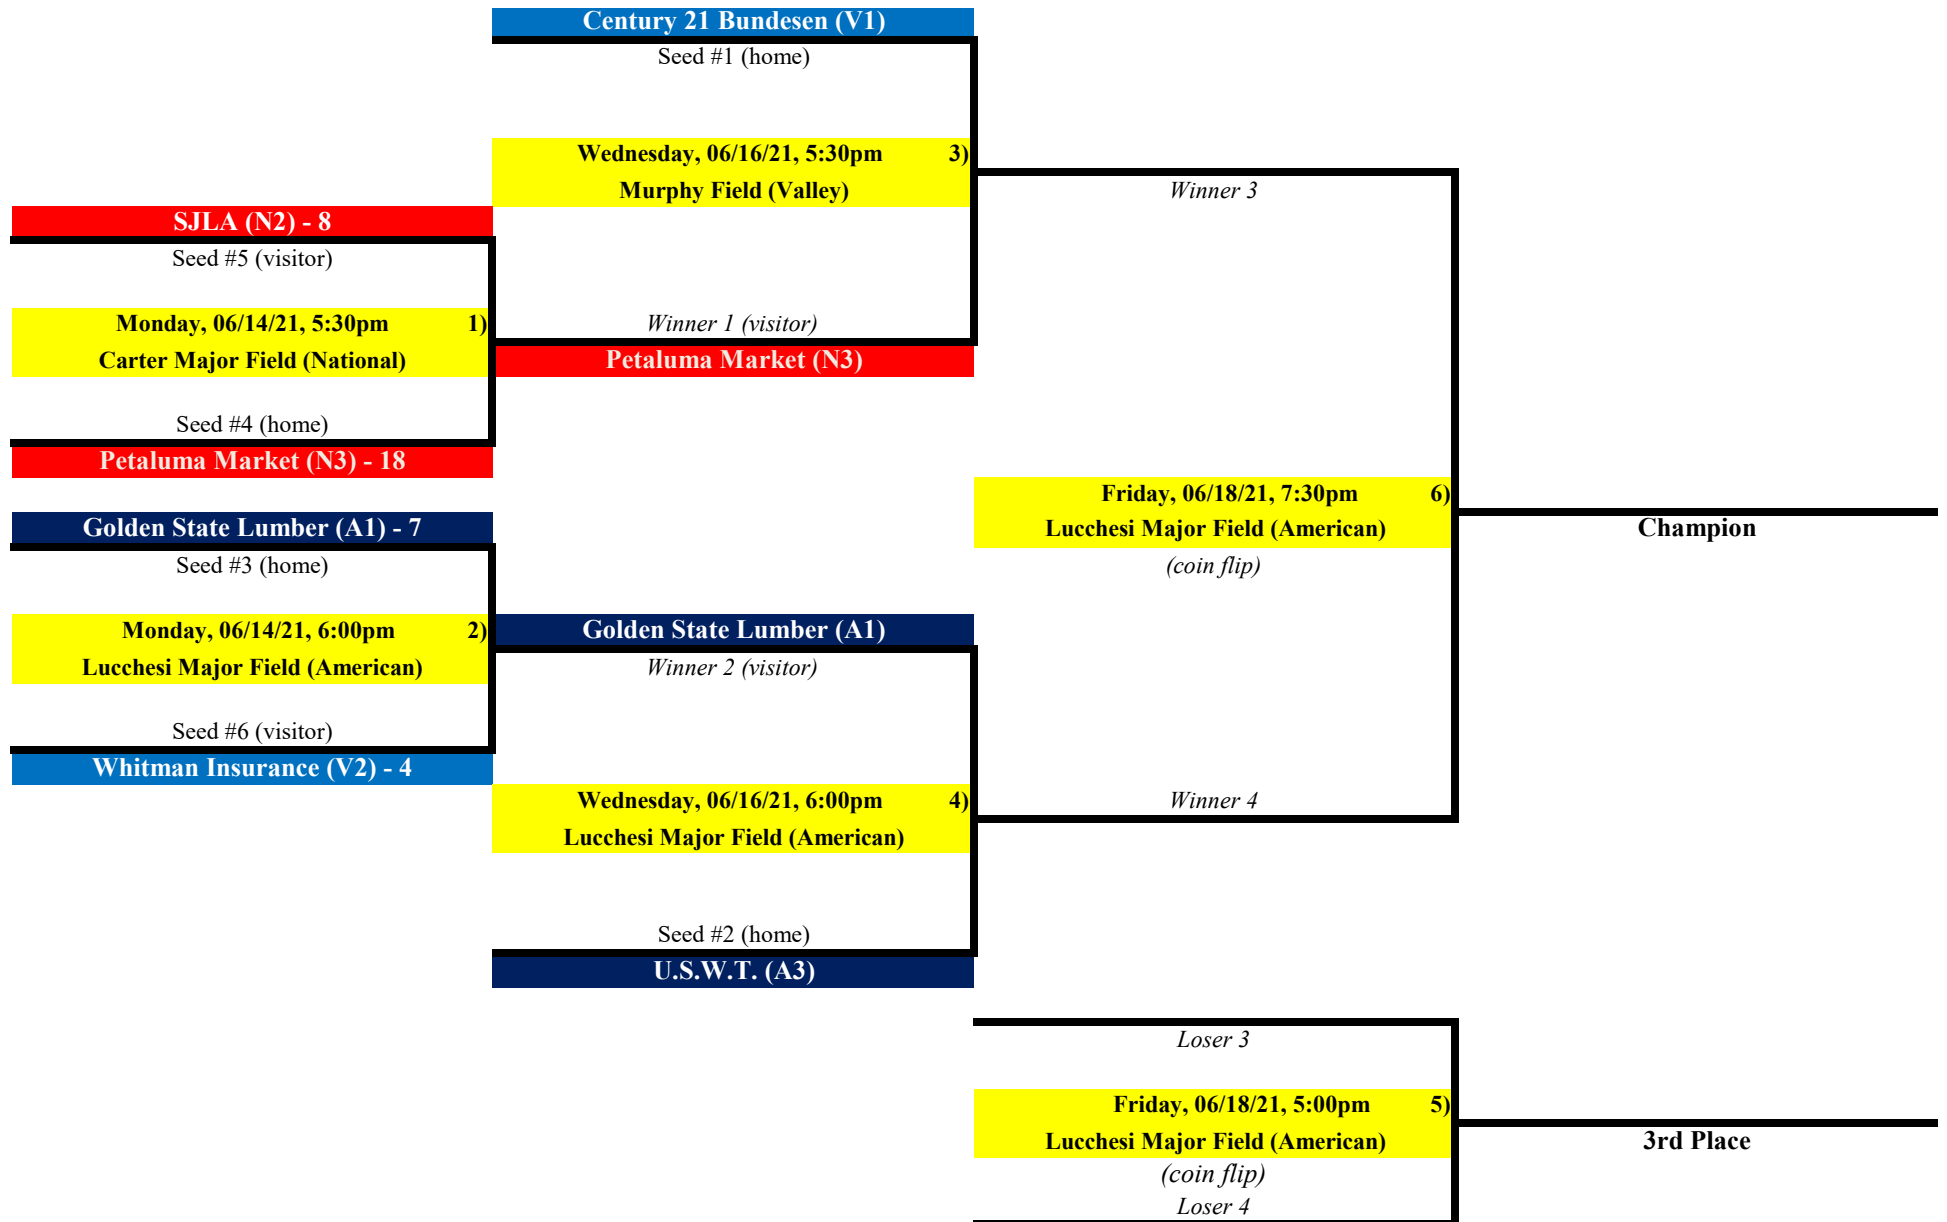 Century 21 Bundesen (V1)
Seed #1 (home)
Wednesday, 06/16/21, 5:30pm 3)
Murphy Field (Valley)
Winner 3
SJLA (N2) - 8
Seed #5 (visitor)
Monday, 06/14/21, 5:30pm 1)
Winner 1 (visitor)
Carter Major Field (National)
Petaluma Market (N3)
Seed #4 (home)
Petaluma Market (N3) - 18
Friday, 06/18/21, 7:30pm 6)
Golden State Lumber (A1) - 7
Lucchesi Major Field (American)
Champion
Seed #3 (home)
(coin flip)
Monday, 06/14/21, 6:00pm 2)
Golden State Lumber (A1)
Lucchesi Major Field (American)
Winner 2 (visitor)
Seed #6 (visitor)
Whitman Insurance (V2) - 4
Wednesday, 06/16/21, 6:00pm 4)
Winner 4
Lucchesi Major Field (American)
Seed #2 (home)
U.S.W.T. (A3)
Loser 3
Friday, 06/18/21, 5:00pm 5)
Lucchesi Major Field (American)
3rd Place
(coin flip)
Loser 4